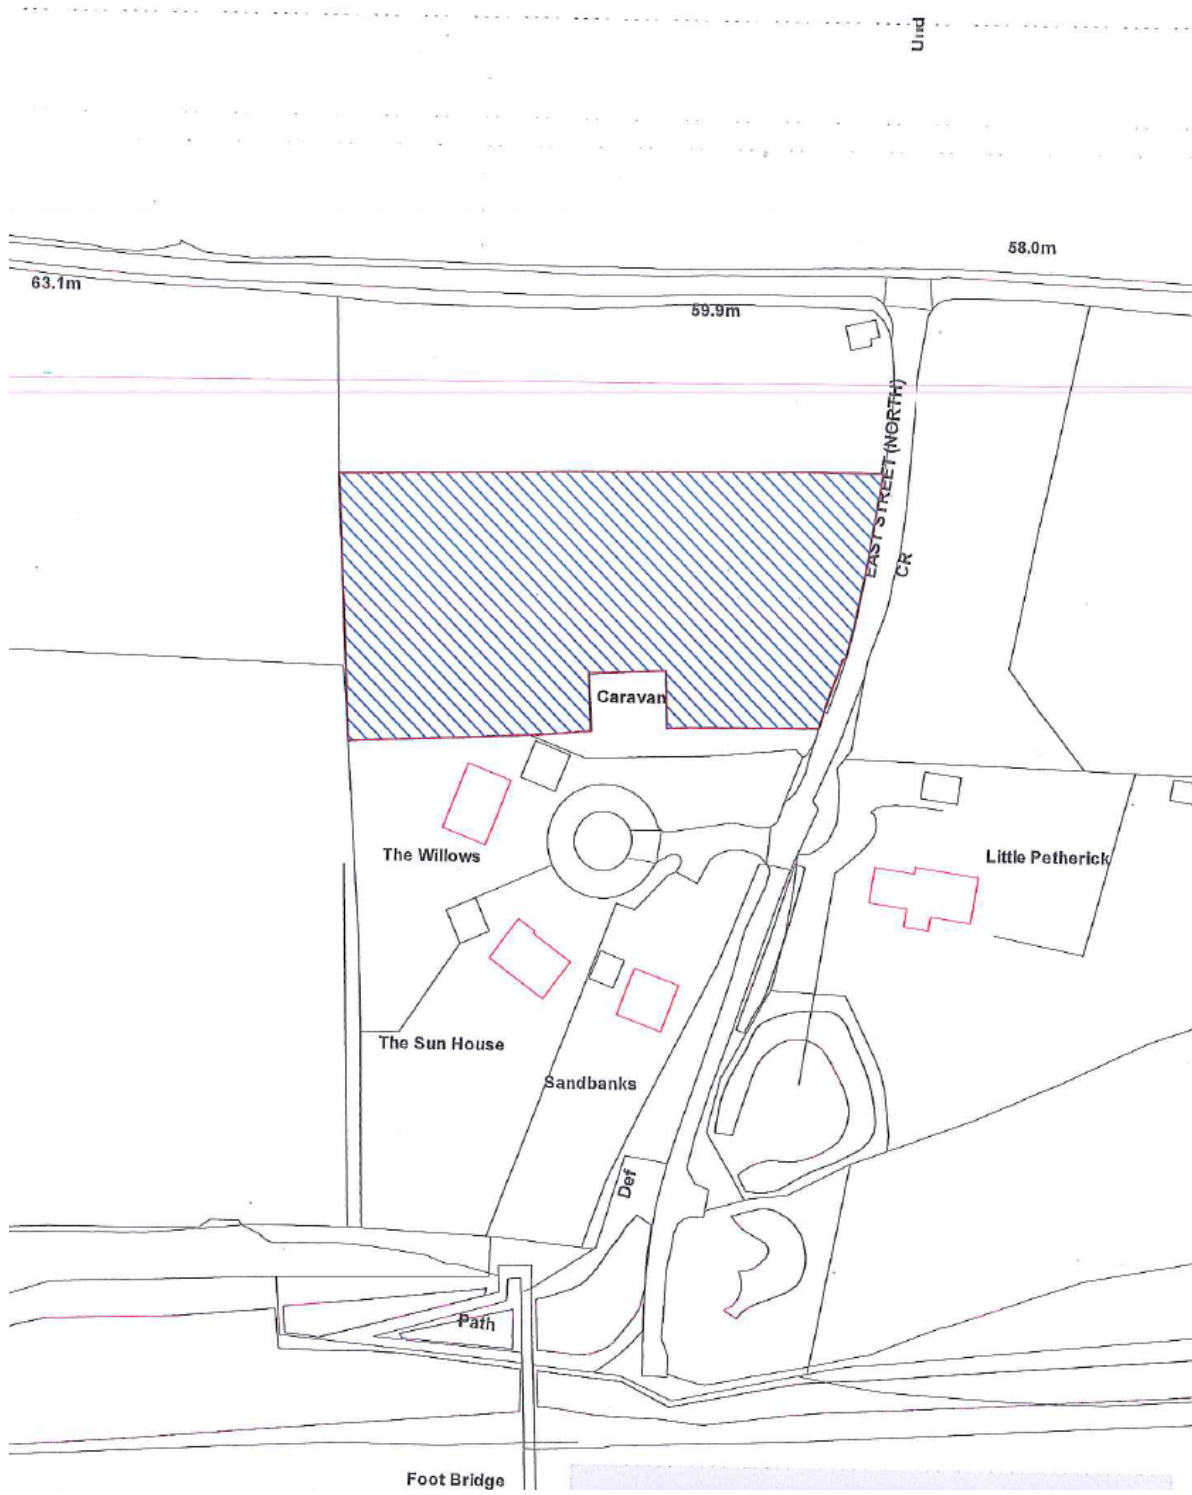 Und
58.0m
63.1m
59.9m
EAST STREET (NORTH)
CR
Caravan
The Willows
Little Petherick
The Sun House
Sandbanks
Def
Path
Foot Bridge